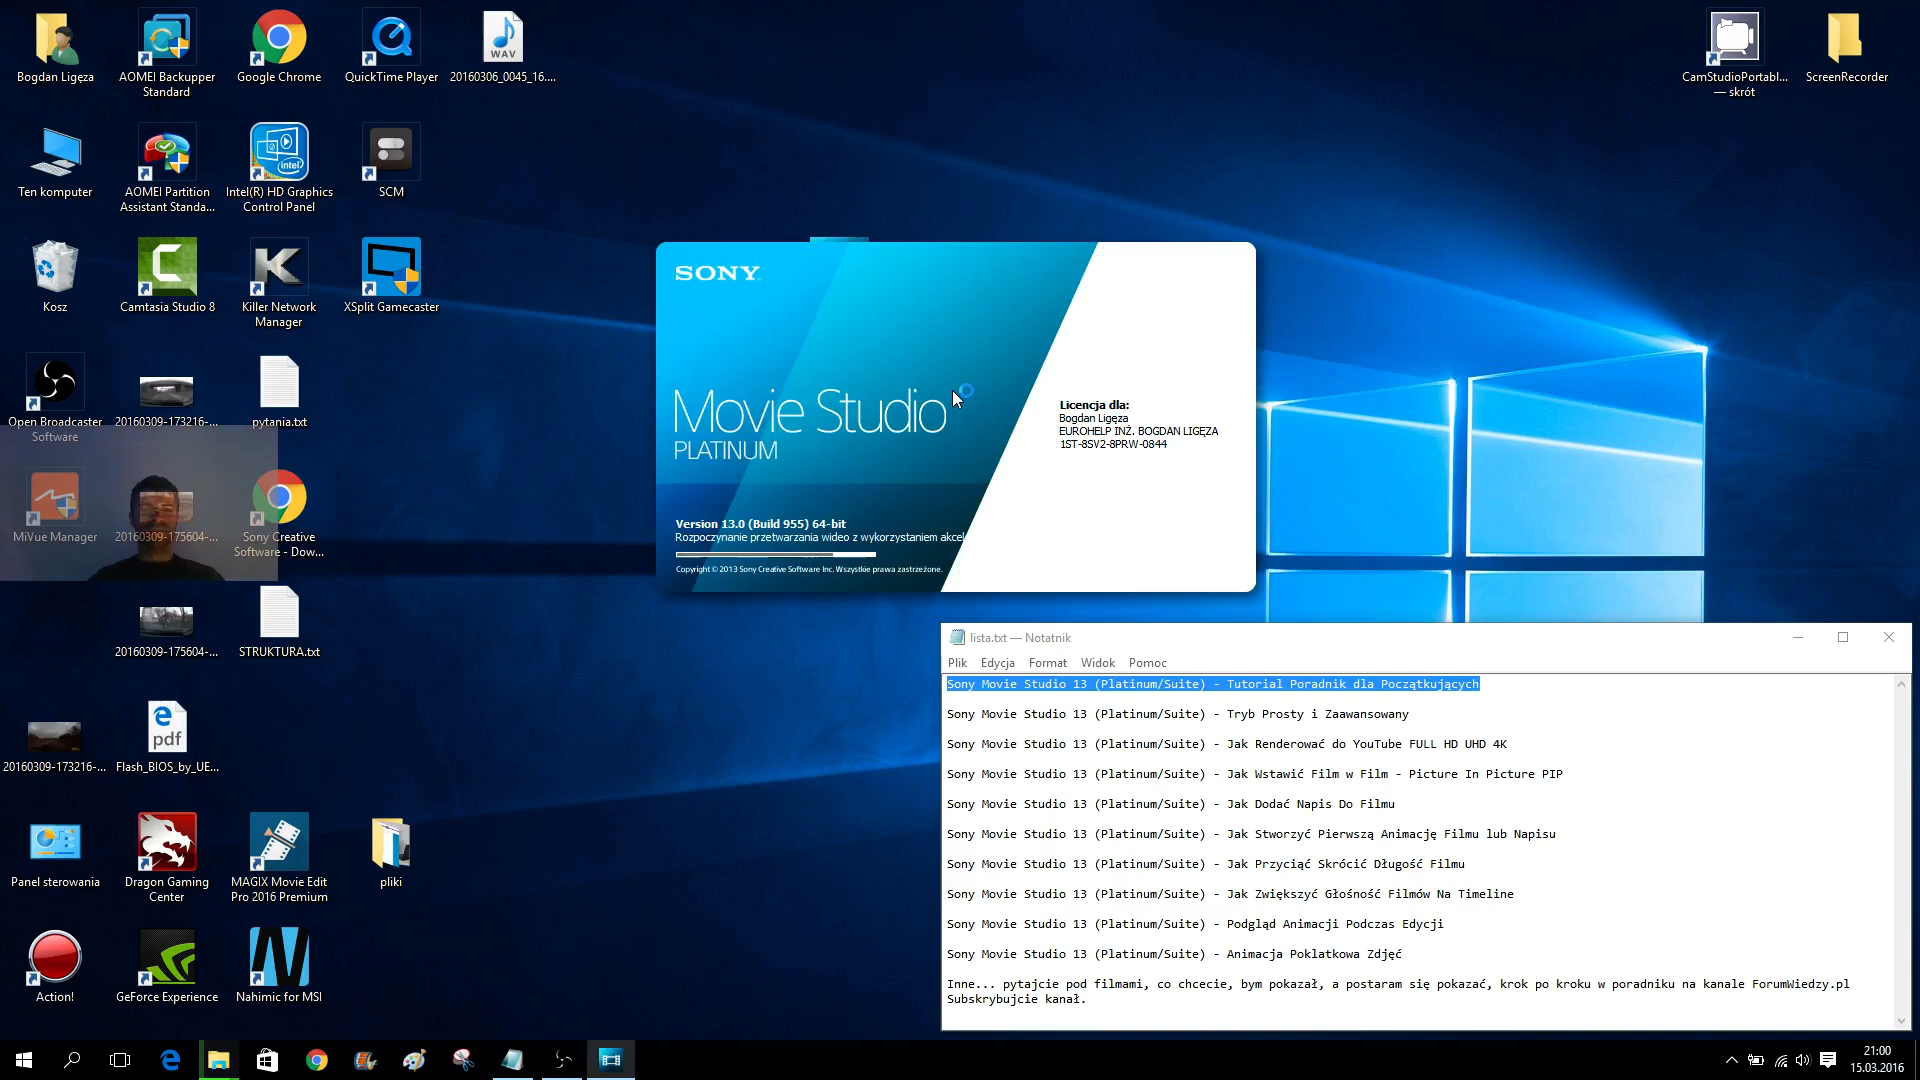 Bogdan Ligęza
AOMEI Backupper
Standard
Google Chrome
QuickTime Player
20160306_0045_16....
WAV
CamStudioPortabl...
— skrót
ScreenRecorder
Ten komputer
AOMEI Partition
Assistant Standa...
intel
Intel(R) HD Graphics
Control Panel
SCM
Kosz
Camtasia Studio 8
Killer Network
Manager
XSplit Gamecaster
Open Broadcaster
Software
20160309-173216-...
pytania.txt
MiVue Manager
20160309-175604-...
Sony Creative
Software - Dow...
20160309-175604-...
STRUKTURA.txt
20160309-173216-...
pdf
Flash_BIOS_by_UE...
Panel sterowania
Dragon Gaming
Center
MAGIX Movie Edit
Pro 2016 Premium
pliki
Action!
GeForce Experience
Nahimic for MSI
SONY
Movie Studio
PLATINUM
Licencja dla:
Bogdan Ligęza
EUROHELP INŻ. BOGDAN LIGĘZA
1ST-8SV2-8PRW-0844
Version 13.0 (Build 955) 64-bit
Rozpoczynanie przetwarzania wideo z wykorzystaniem akcel
Copyright © 2013 Sony Creative Software Inc. Wszystkie prawa zastrzeżone.
lista.txt — Notatnik
Plik Edycja Format Widok Pomoc
Sony Movie Studio 13 (Platinum/Suite) - Tutorial Poradnik dla Początkujących
Sony Movie Studio 13 (Platinum/Suite) - Tryb Prosty i Zaawansowany
Sony Movie Studio 13 (Platinum/Suite) - Jak Renderować do YouTube FULL HD UHD 4K
Sony Movie Studio 13 (Platinum/Suite) - Jak Wstawić Film w Film - Picture In Picture PIP
Sony Movie Studio 13 (Platinum/Suite) - Jak Dodać Napis Do Filmu
Sony Movie Studio 13 (Platinum/Suite) - Jak Stworzyć Pierwszą Animację Filmu lub Napisu
Sony Movie Studio 13 (Platinum/Suite) - Jak Przyciąć Skrócić Długość Filmu
Sony Movie Studio 13 (Platinum/Suite) - Jak Zwiększyć Głośność Filmów Na Timeline
Sony Movie Studio 13 (Platinum/Suite) - Podgląd Animacji Podczas Edycji
Sony Movie Studio 13 (Platinum/Suite) - Animacja Poklatkowa Zdjęć
Inne... pytajcie pod filmami, co chcecie, bym pokazał, a postaram się pokazać, krok po kroku w poradniku na kanale ForumWiedzy.pl
Subskrybujcie kanał.
21:00
15.03.2016